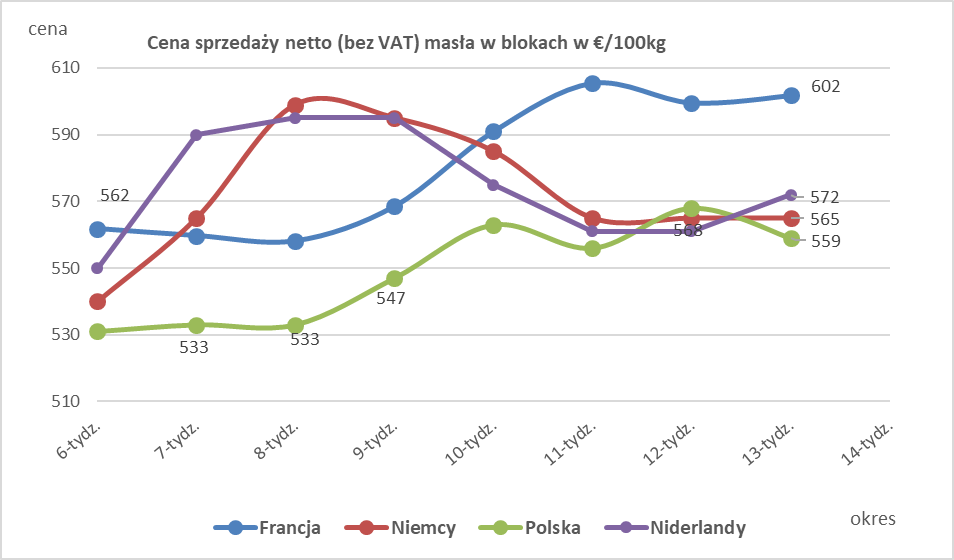 cena
Cena sprzedaży netto (bez VAT) masła w blokach w €/100kg
610
602
590
562
572
570
565
568
559
550
547
533
533
530
510
6-tydz.
7-tydz.
8-tydz.
9-tydz.
10-tydz.
11-tydz.
12-tydz.
13-tydz.
14-tydz.
okres
Francja Niemcy Polska Niderlandy